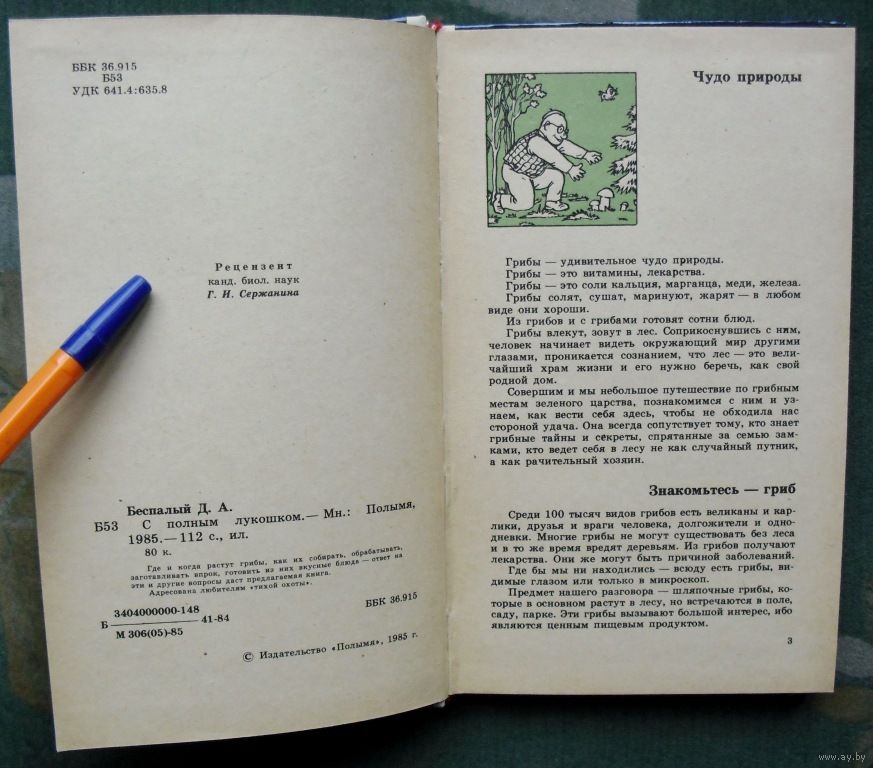 ББК 36.915
Б53
УДК 641.4:635.8
Рецензент
канд. биол. наук
Г. И. Сержанина
Беспалый Д. А.
Б53 С полным лукошком.— Мн.: Полымя,
1985.— 112 с., ил.
80 к.
Где и когда растут грибы, как их собирать, обрабатывать,
заготавливать впрок, готовить из них вкусные блюда — ответ на
эти и другие вопросы даст предлагаемая книга.
Адресована любителям «тихой охоты».
3404000000-148
Б — 41-84
М 306(05)-85
ББК 36.915
© Издательство «Полымя», 1985 г.
Чудо природы
Грибы — удивительное чудо природы.
Грибы — это витамины, лекарства.
Грибы — это соли кальция, марганца, меди, железа.
Грибы солят, сушат, маринуют, жарят — в любом
виде они хороши.
Из грибов и с грибами готовят сотни блюд.
Грибы влекут, зовут в лес. Соприкоснувшись с ним,
человек начинает видеть окружающий мир другими
глазами, проникается сознанием, что лес — это вели-
чайший храм жизни и его нужно беречь, как свой
родной дом.
Совершим и мы небольшое путешествие по грибным
местам зеленого царства, познакомимся с ним и уз-
наем, как вести себя здесь, чтобы не обходила нас
стороной удача. Она всегда сопутствует тому, кто знает
грибные тайны и секреты, спрятанные за семью зам-
ками, кто ведет себя в лесу не как случайный путник,
а как рачительный хозяин.
Знакомьтесь — гриб
Среди 100 тысяч видов грибов есть великаны и кар-
лики, друзья и враги человека, долгожители и одно-
дневки. Многие грибы не могут существовать без леса
и в то же время вредят деревьям. Из грибов получают
лекарства. Они же могут быть причиной заболеваний.
Где бы мы ни находились — всюду есть грибы, ви-
димые глазом или только в микроскоп.
Предмет нашего разговора — шляпочные грибы, ко-
торые в основном растут в лесу, но встречаются в поле,
саду, парке. Эти грибы вызывают большой интерес, ибо
являются ценным пищевым продуктом.
3
www.ay.by